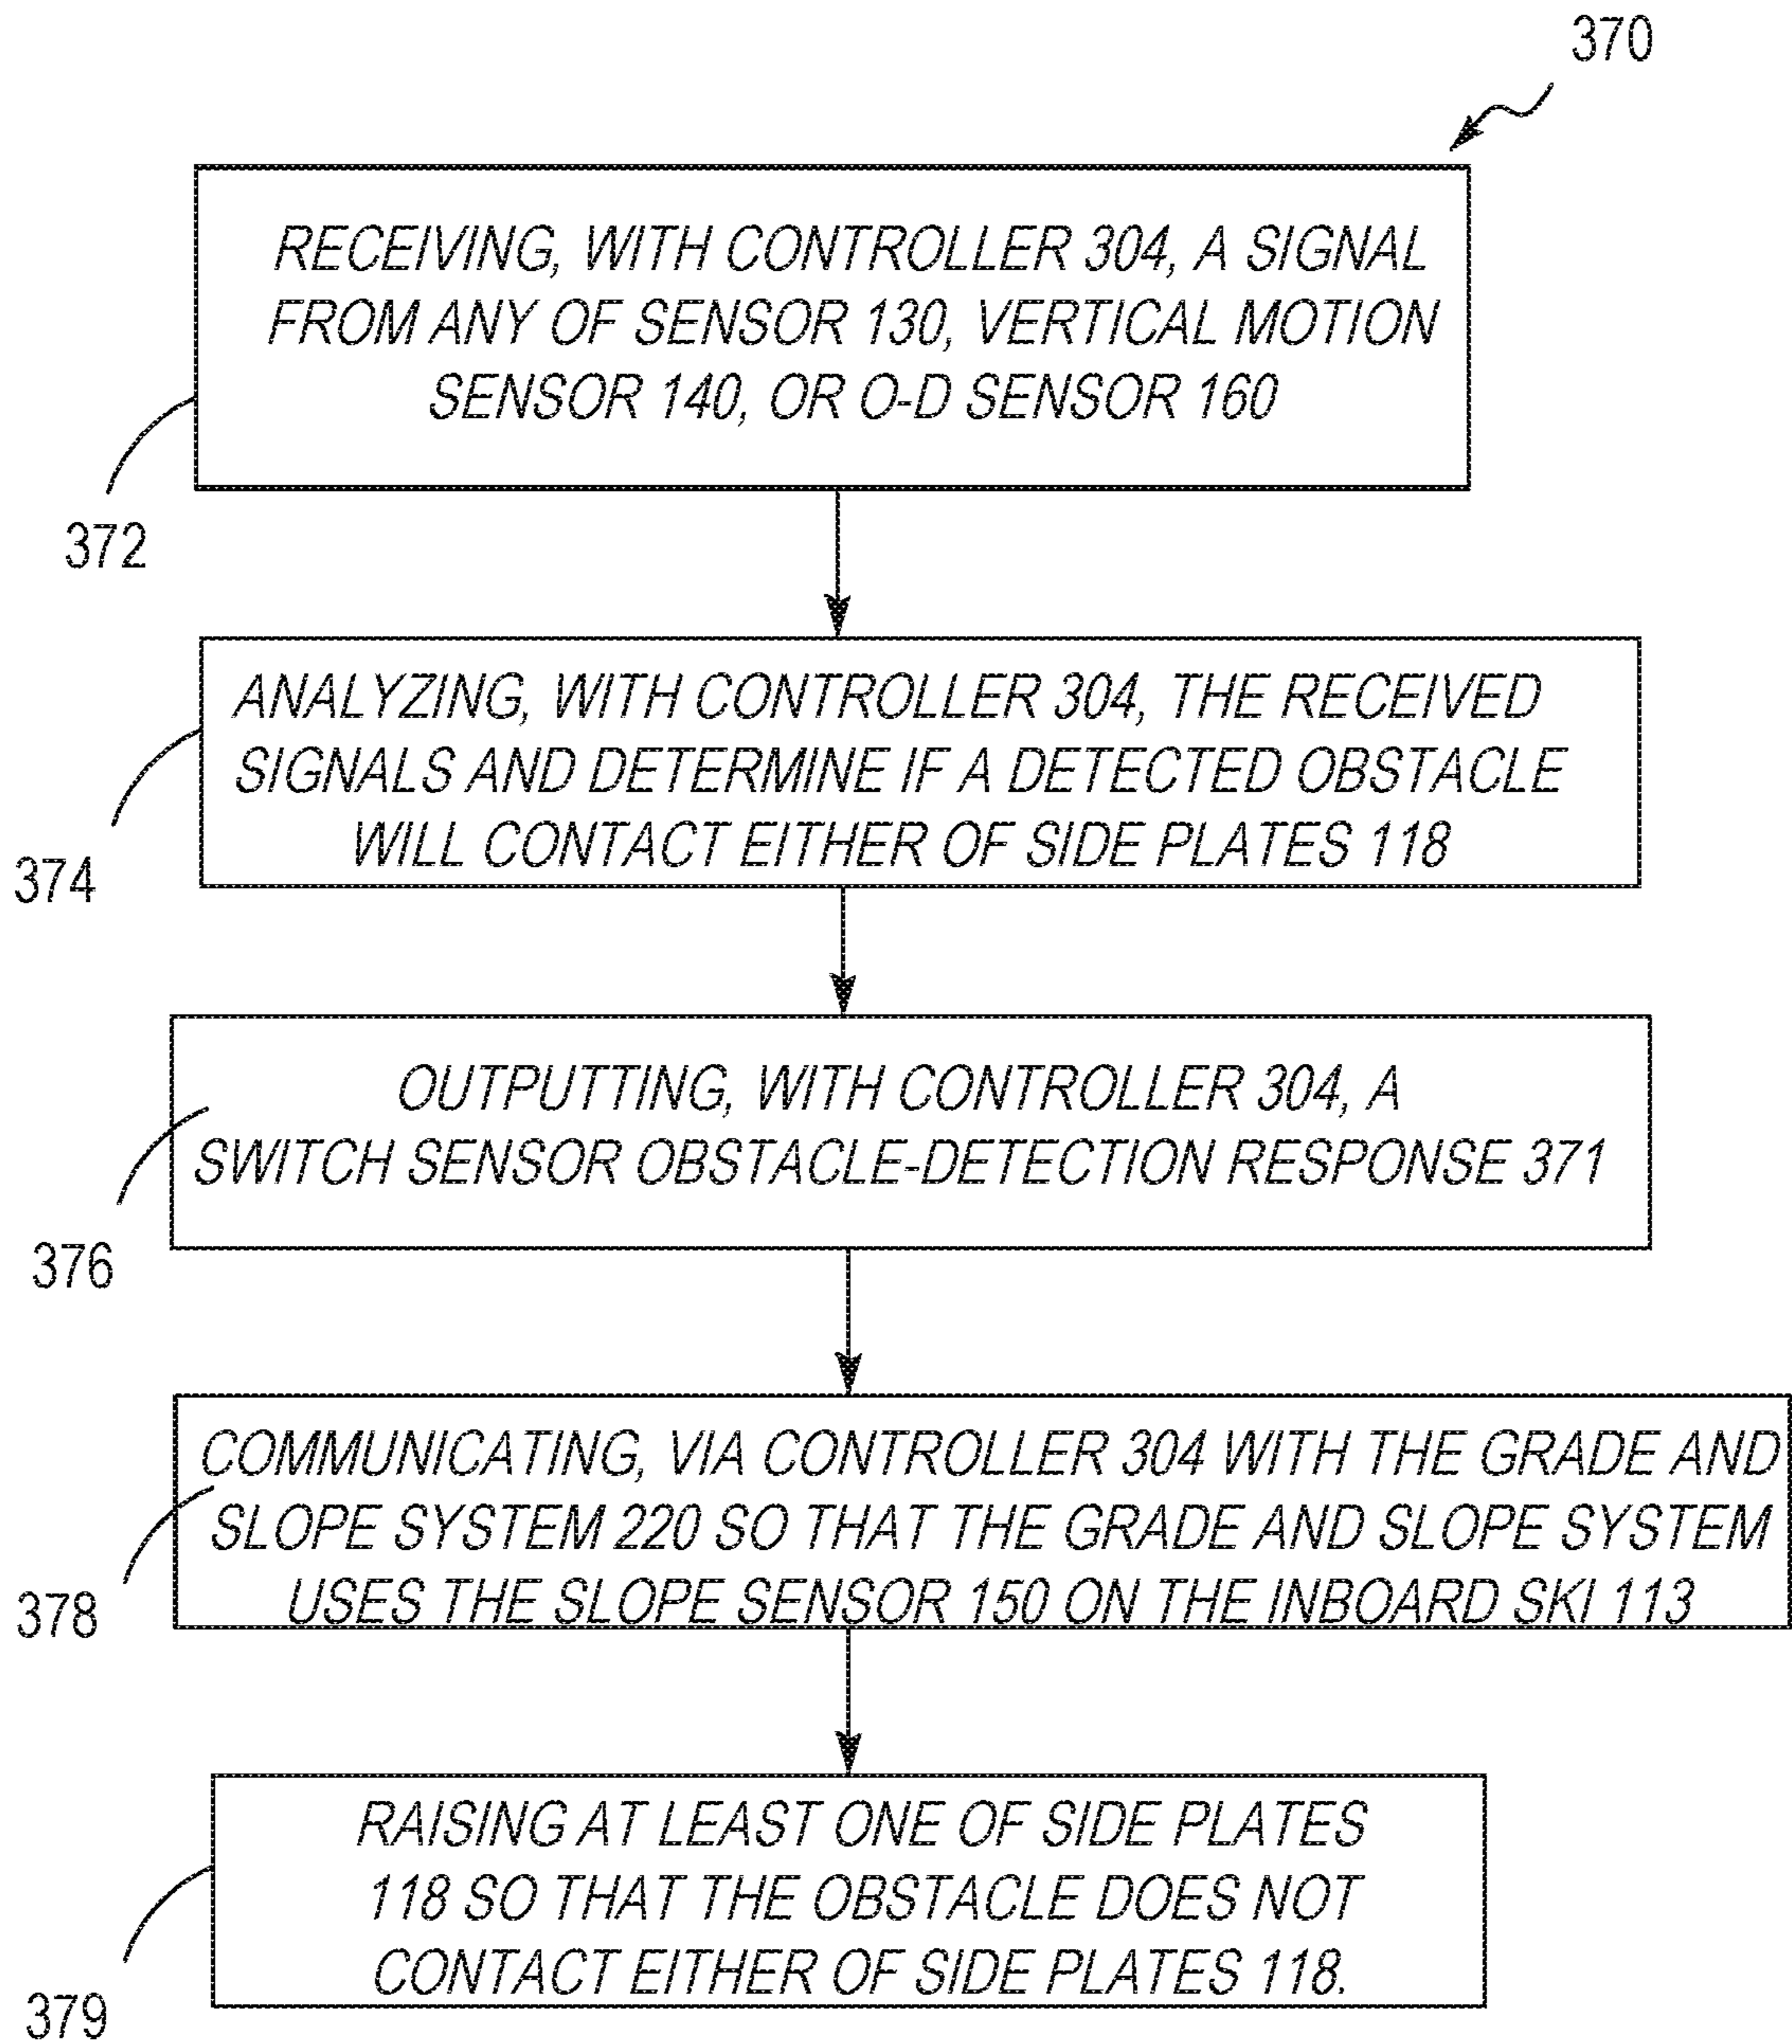 370
RECEIVING, WITH CONTROLLER 304, A SIGNAL
FROM ANY OF SENSOR 130, VERTICAL MOTION
SENSOR 140, OR O-D SENSOR 160
372
ANALYZING, WITH CONTROLLER 304, THE RECEIVED
SIGNALS AND DETERMINE IF A DETECTED OBSTACLE
WILL CONTACT EITHER OF SIDE PLATES 118
374
OUTPUTTING, WITH CONTROLLER 304, A
SWITCH SENSOR OBSTACLE-DETECTION RESPONSE 371
376
COMMUNICATING, VIA CONTROLLER 304 WITH THE GRADE AND
SLOPE SYSTEM 220 SO THAT THE GRADE AND SLOPE SYSTEM
USES THE SLOPE SENSOR 150 ON THE INBOARD SKI 113
378
RAISING AT LEAST ONE OF SIDE PLATES
118 SO THAT THE OBSTACLE DOES NOT
CONTACT EITHER OF SIDE PLATES 118.
379